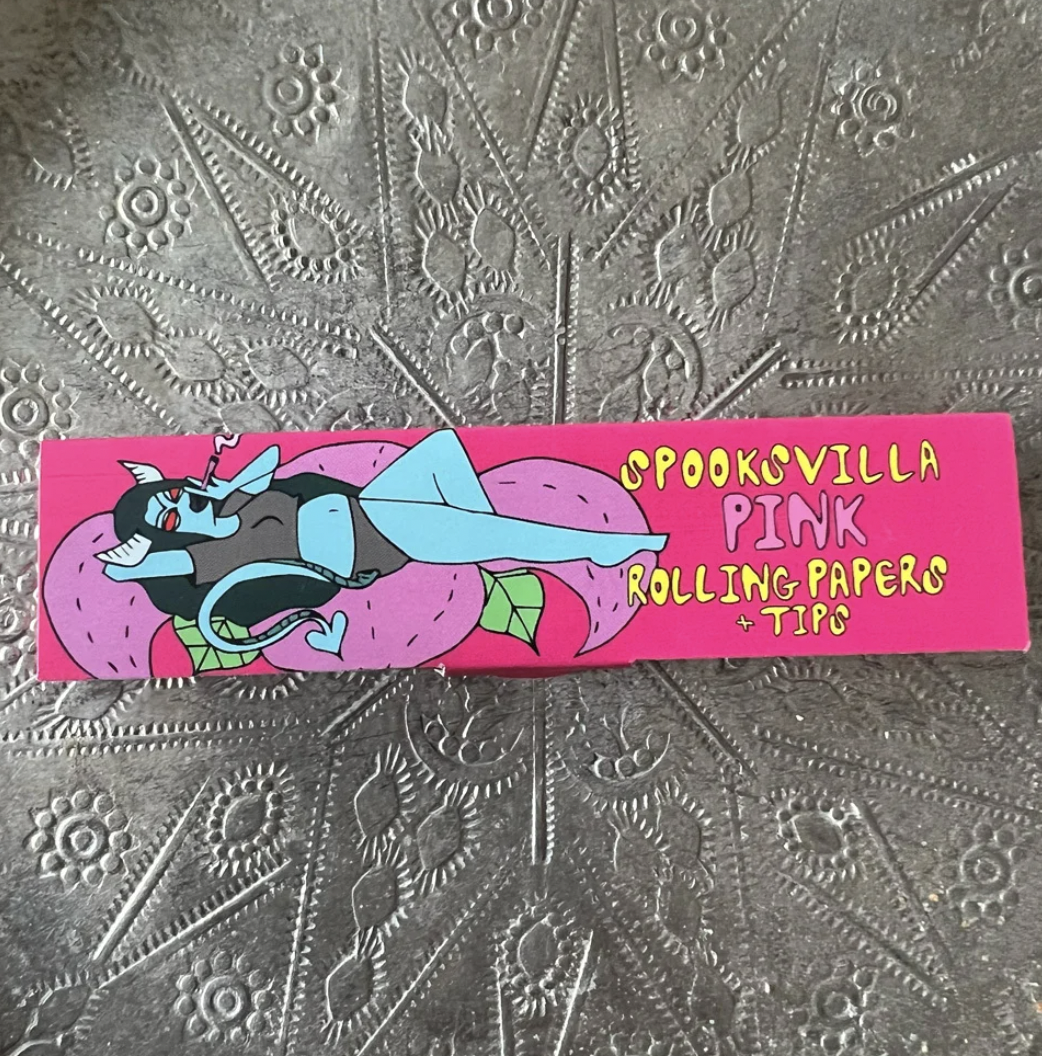 SPOOKSVILLA
PINK
ROLLING PAPERS
+ TIPS